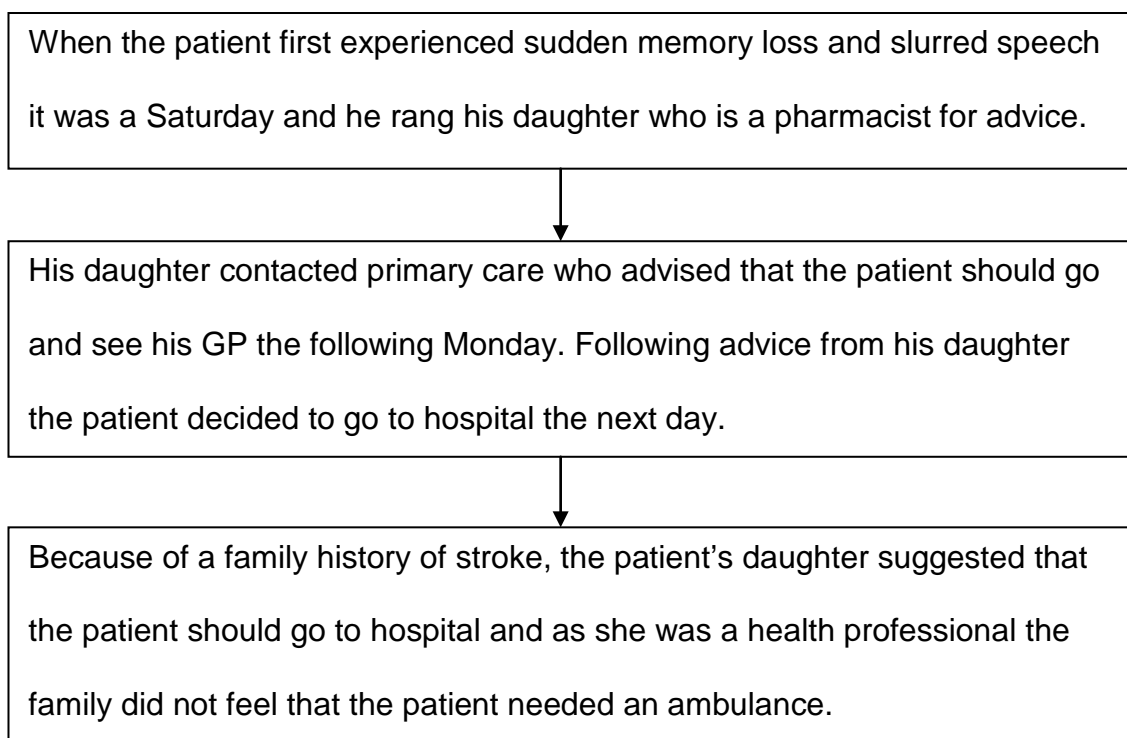 When the patient first experienced sudden memory loss and slurred speech
it was a Saturday and he rang his daughter who is a pharmacist for advice.
His daughter contacted primary care who advised that the patient should go
and see his GP the following Monday. Following advice from his daughter
the patient decided to go to hospital the next day.
Because of a family history of stroke, the patient’s daughter suggested that
the patient should go to hospital and as she was a health professional the
family did not feel that the patient needed an ambulance.